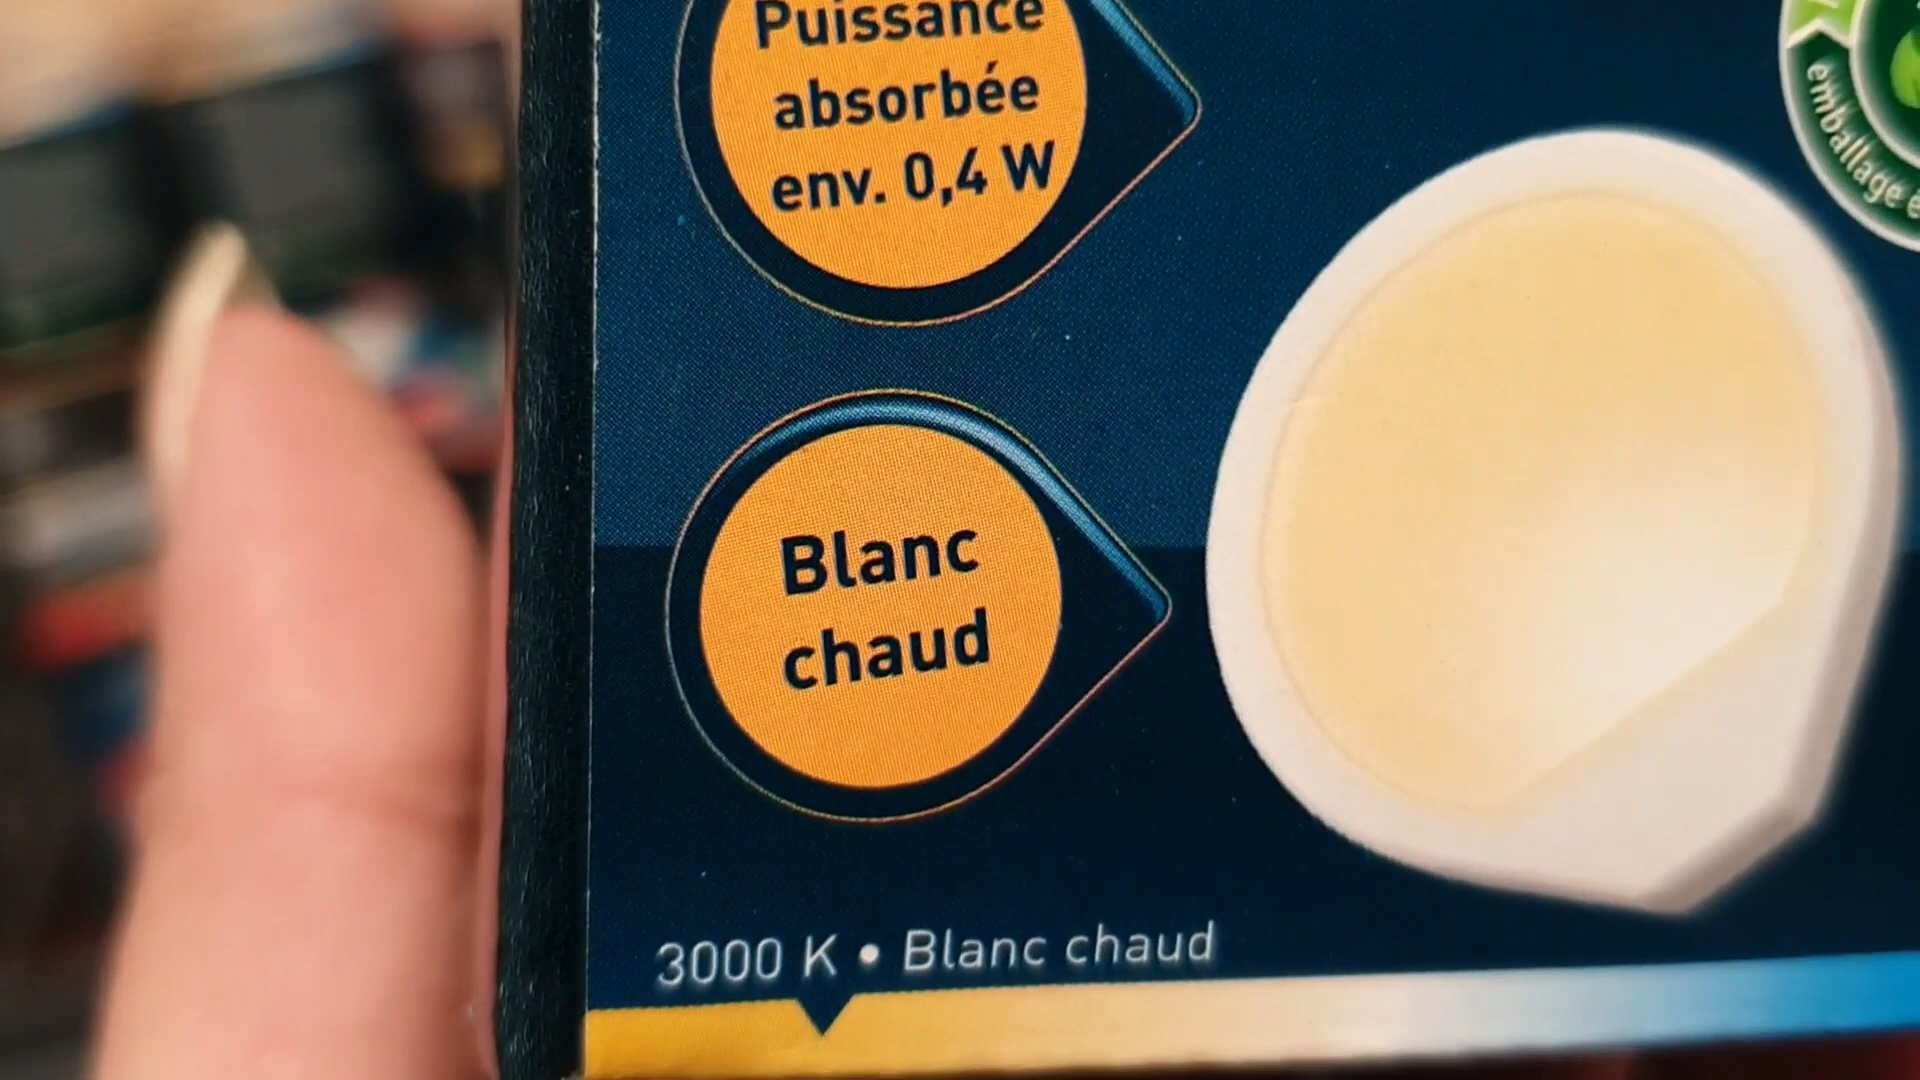 Puissance
absorbée
env. 0,4 W
emballage
Blanc
chaud
3000 K • Blanc chaud